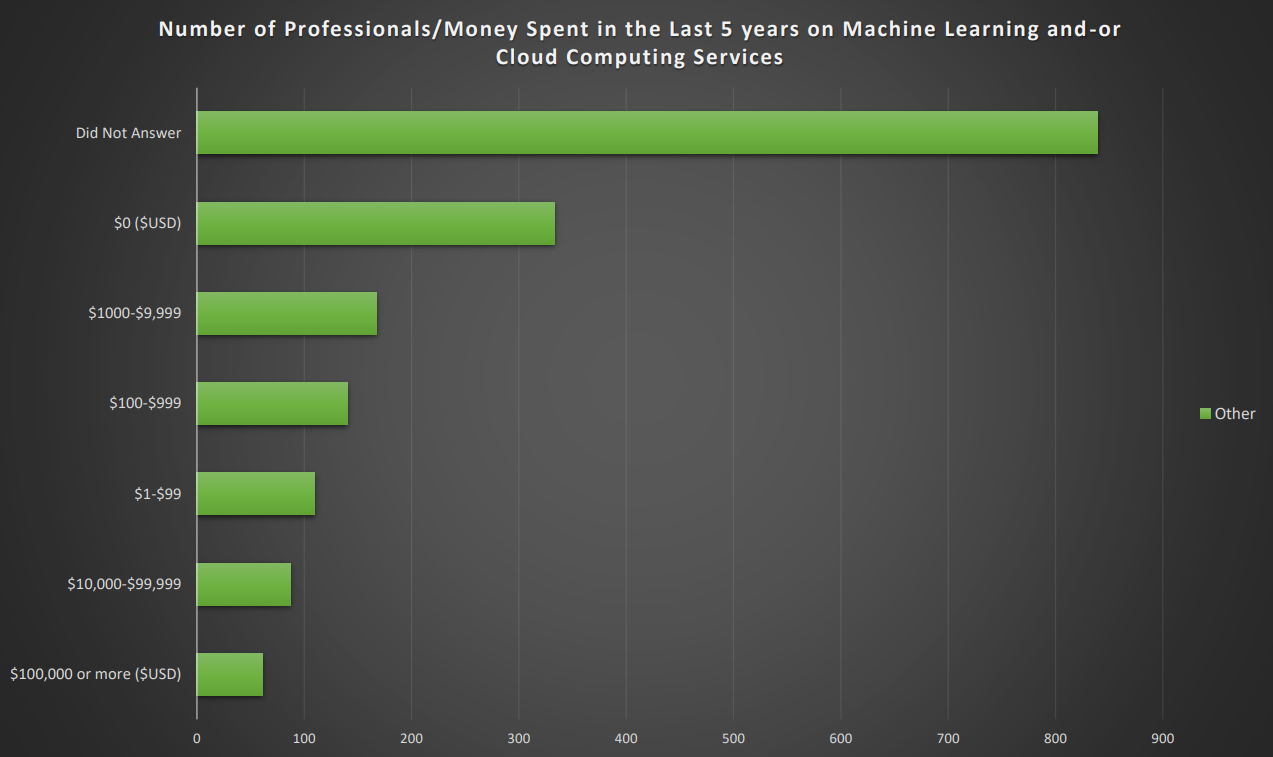 Number of Professionals/Money Spent in the Last 5 years on Machine Learning and-or
Cloud Computing Services
Did Not Answer
$0 ($USD)
$1000-$9,999
$100-$999
$1-$99
$10,000-$99,999
$100,000 or more ($USD)
0 100 200 300 400 500 600 700 800 900
Other